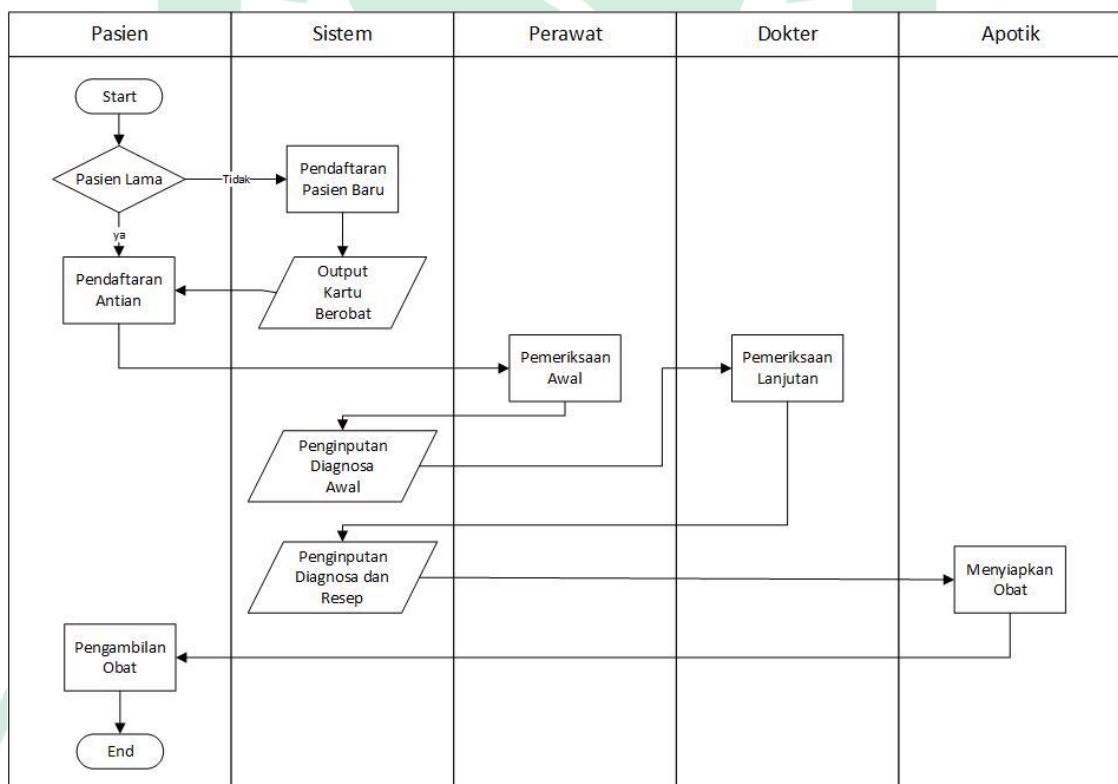 Pasien
Sistem
Perawat
Dokter
Apotik
Start
Pasien Lama
Tidak
Pendaftaran
Pasien Baru
ya
Pendaftaran
Antian
Output
Kartu
Berobat
Pemeriksaan
Awal
Pemeriksaan
Lanjutan
Penginputan
Diagnosa
Awal
Penginputan
Diagnosa dan
Resep
Menyiapkan
Obat
Pengambilan
Obat
End